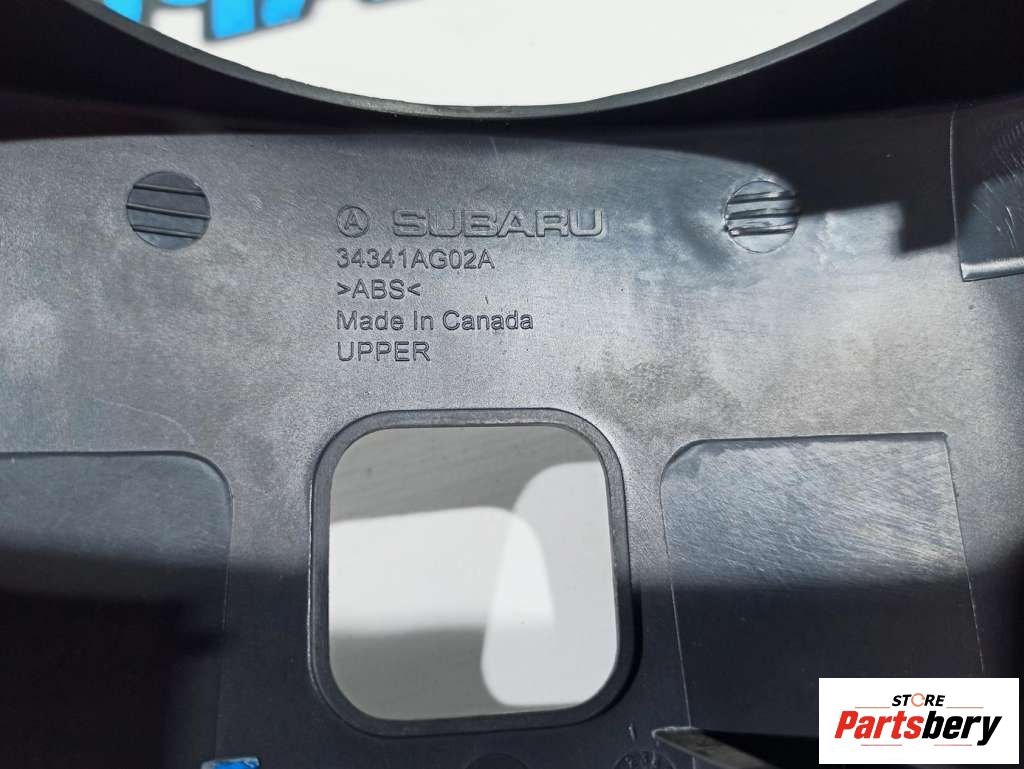 Ⓐ SUBARU
34341AG02A
>ABS<
Made In Canada
UPPER
STORE
Partsbery